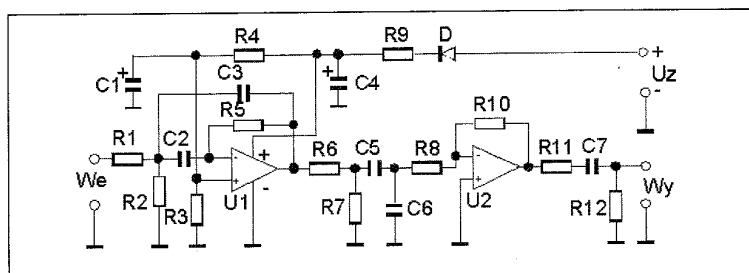 R4 R9 D +
C1 + C3 + C4 Uz
R5 -
R1 C2 R10
- + R6 C5 R8 - R11 C7
We + - + Wy
R2 R3 U1 R7 C6 U2 R12